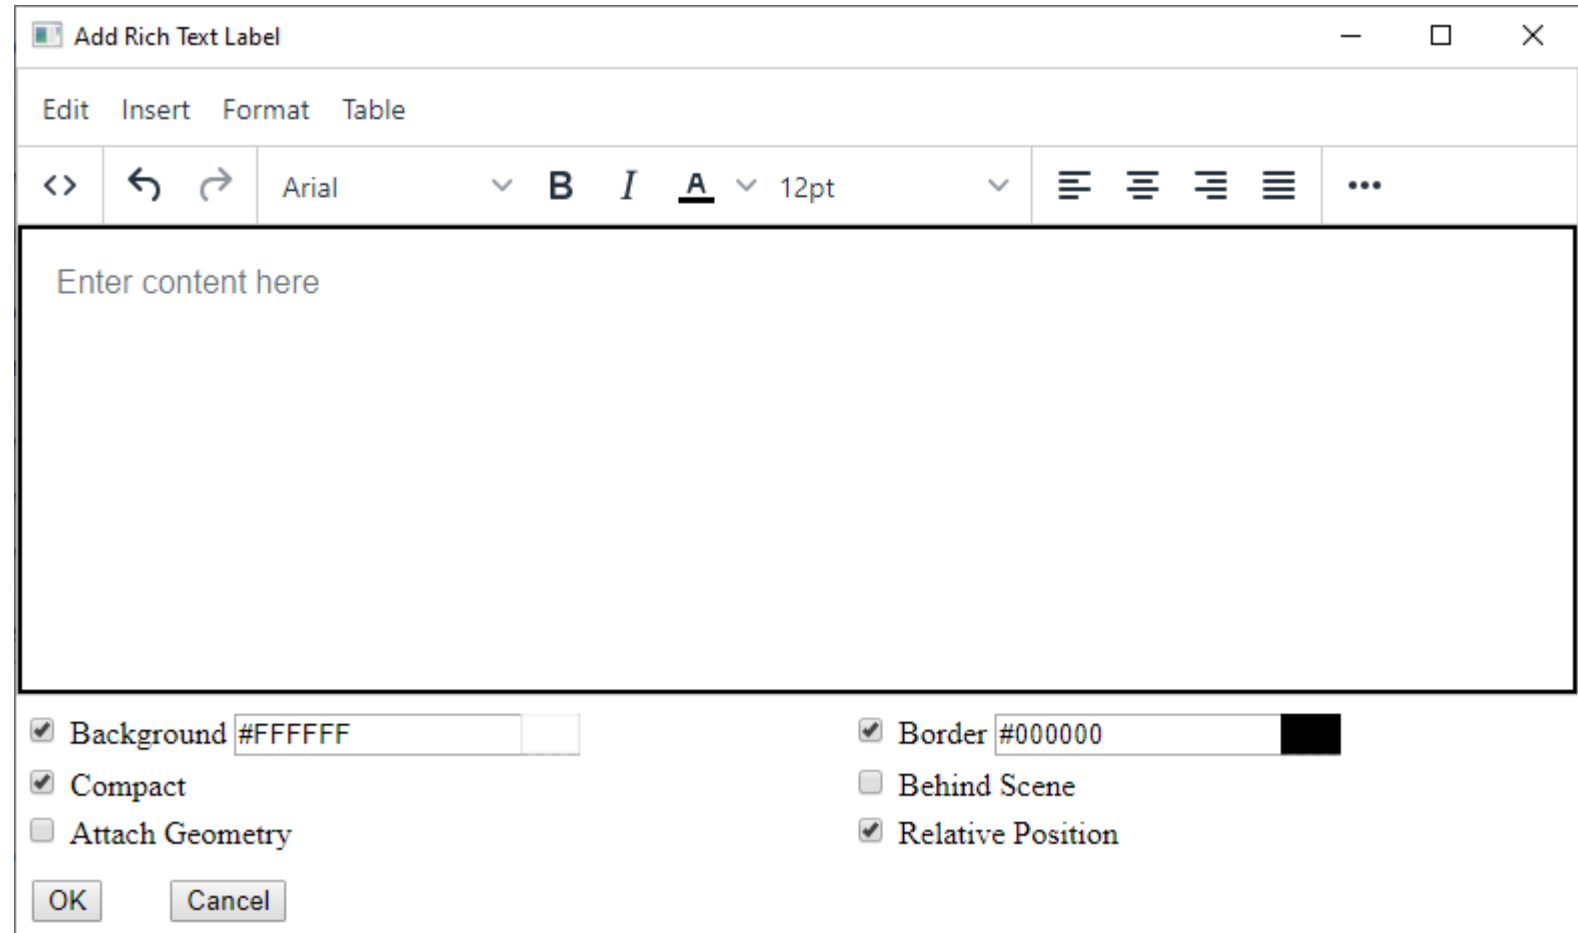 Add Rich Text Label
Edit Insert Format Table
Arial B I A 12pt
Enter content here
Background #FFFFFF Border #000000
Compact Behind Scene
Attach Geometry Relative Position
OK Cancel